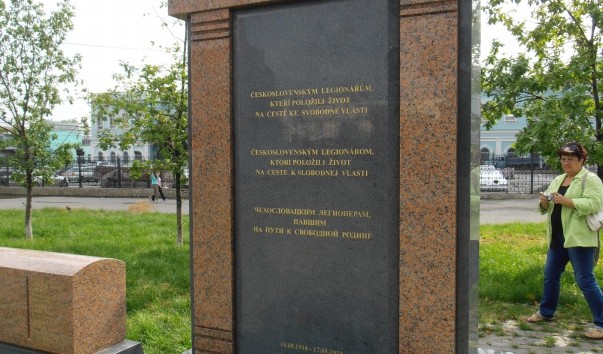 ČESKOSLOVENSKÝM LEGIONÁŘŮM,
KTEŘÍ POLOŽILI ŽIVOT
NA CESTĚ KE SVOBODNÉ VLASTI
ČESKOSLOVENSKÝM LEGIONÁROM,
KTORÍ POLOŽILI ŽIVOT
NA CESTE K SLOBODNEJ VLASTI
ЧЕХОСЛОВАЦКИМ ЛЕГИОНЕРАМ,
ПАВШИМ
НА ПУТИ К СВОБОДНОЙ РОДИНЕ